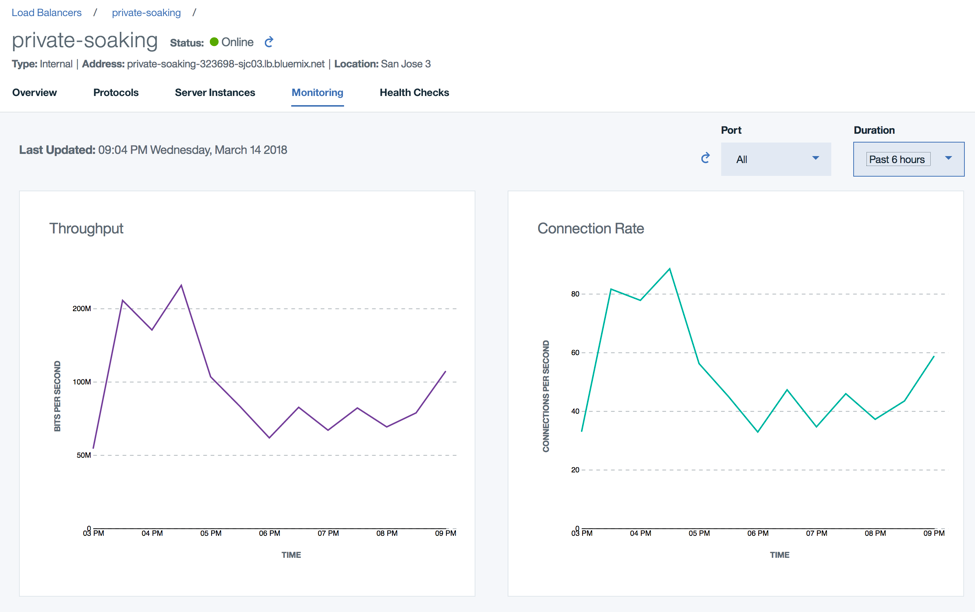 Load Balancers / private-soaking /
private-soaking Status: Online
Type: Internal | Address: private-soaking-323698-sjc03.lb.bluemix.net | Location: San Jose 3
Overview Protocols Server Instances Monitoring Health Checks
Port Duration
Last Updated: 09:04 PM Wednesday, March 14 2018
All Past 6 hours
Throughput
200M
100M
50M
0
BITS PER SECOND
03 PM 04 PM 05 PM 06 PM 07 PM 08 PM 09 PM
TIME
Connection Rate
80
60
40
20
0
CONNECTIONS PER SECOND
03 PM 04 PM 05 PM 06 PM 07 PM 08 PM 09 PM
TIME